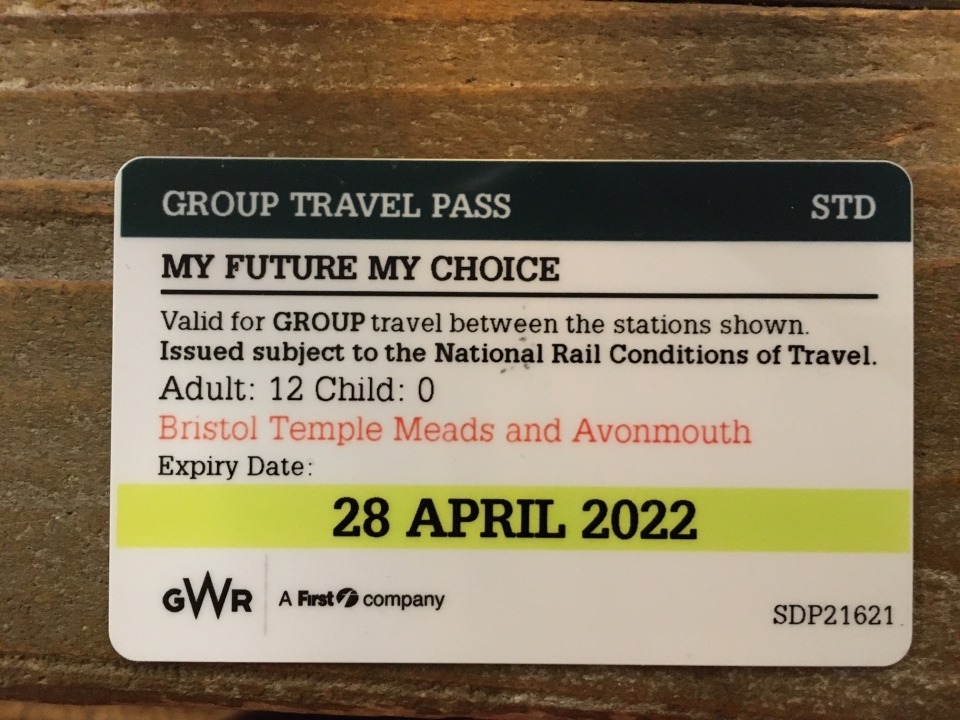 GROUP TRAVEL PASS STD
MY FUTURE MY CHOICE
Valid for GROUP travel between the stations shown.
Issued subject to the National Rail Conditions of Travel.
Adult: 12 Child: 0
Bristol Temple Meads and Avonmouth
Expiry Date:
28 APRIL 2022
GWR A First company
SDP21621